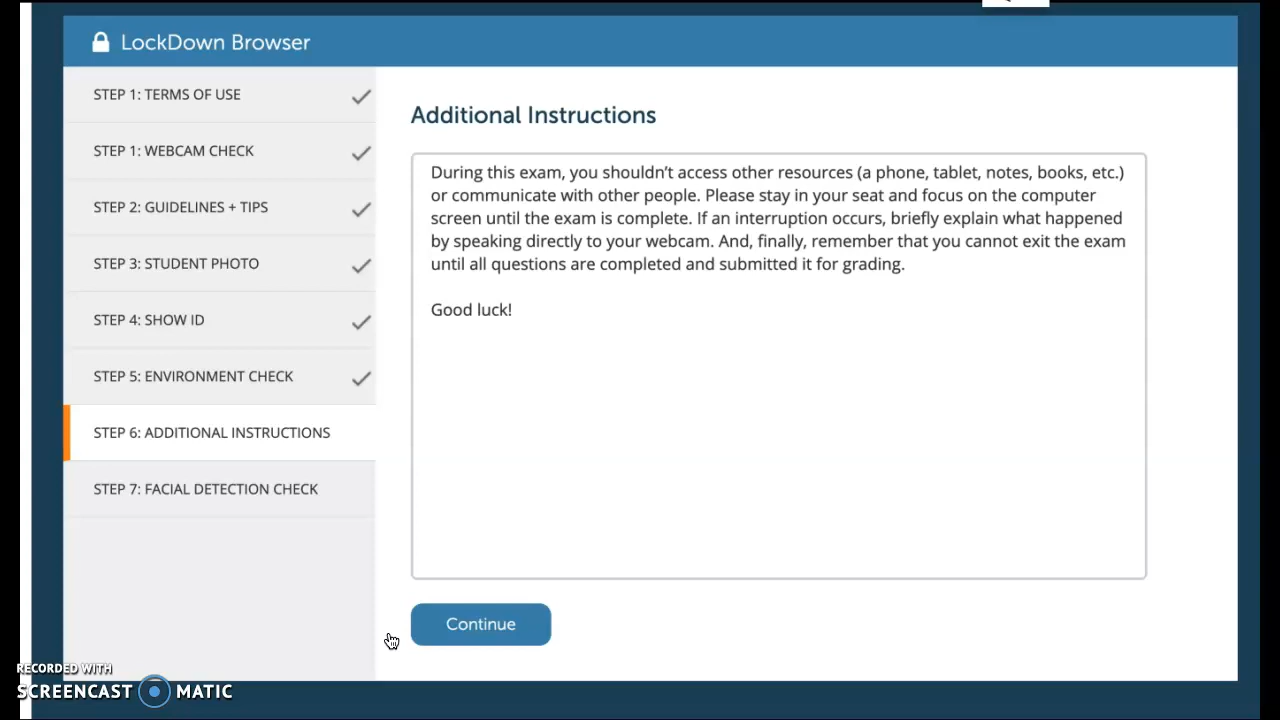 LockDown Browser
STEP 1: TERMS OF USE
STEP 1: WEBCAM CHECK
STEP 2: GUIDELINES + TIPS
STEP 3: STUDENT PHOTO
STEP 4: SHOW ID
STEP 5: ENVIRONMENT CHECK
STEP 6: ADDITIONAL INSTRUCTIONS
STEP 7: FACIAL DETECTION CHECK
Additional Instructions
During this exam, you shouldn’t access other resources (a phone, tablet, notes, books, etc.)
or communicate with other people. Please stay in your seat and focus on the computer
screen until the exam is complete. If an interruption occurs, briefly explain what happened
by speaking directly to your webcam. And, finally, remember that you cannot exit the exam
until all questions are completed and submitted it for grading.
Good luck!
Continue
RECORDED WITH
SCREENCAST MATIC